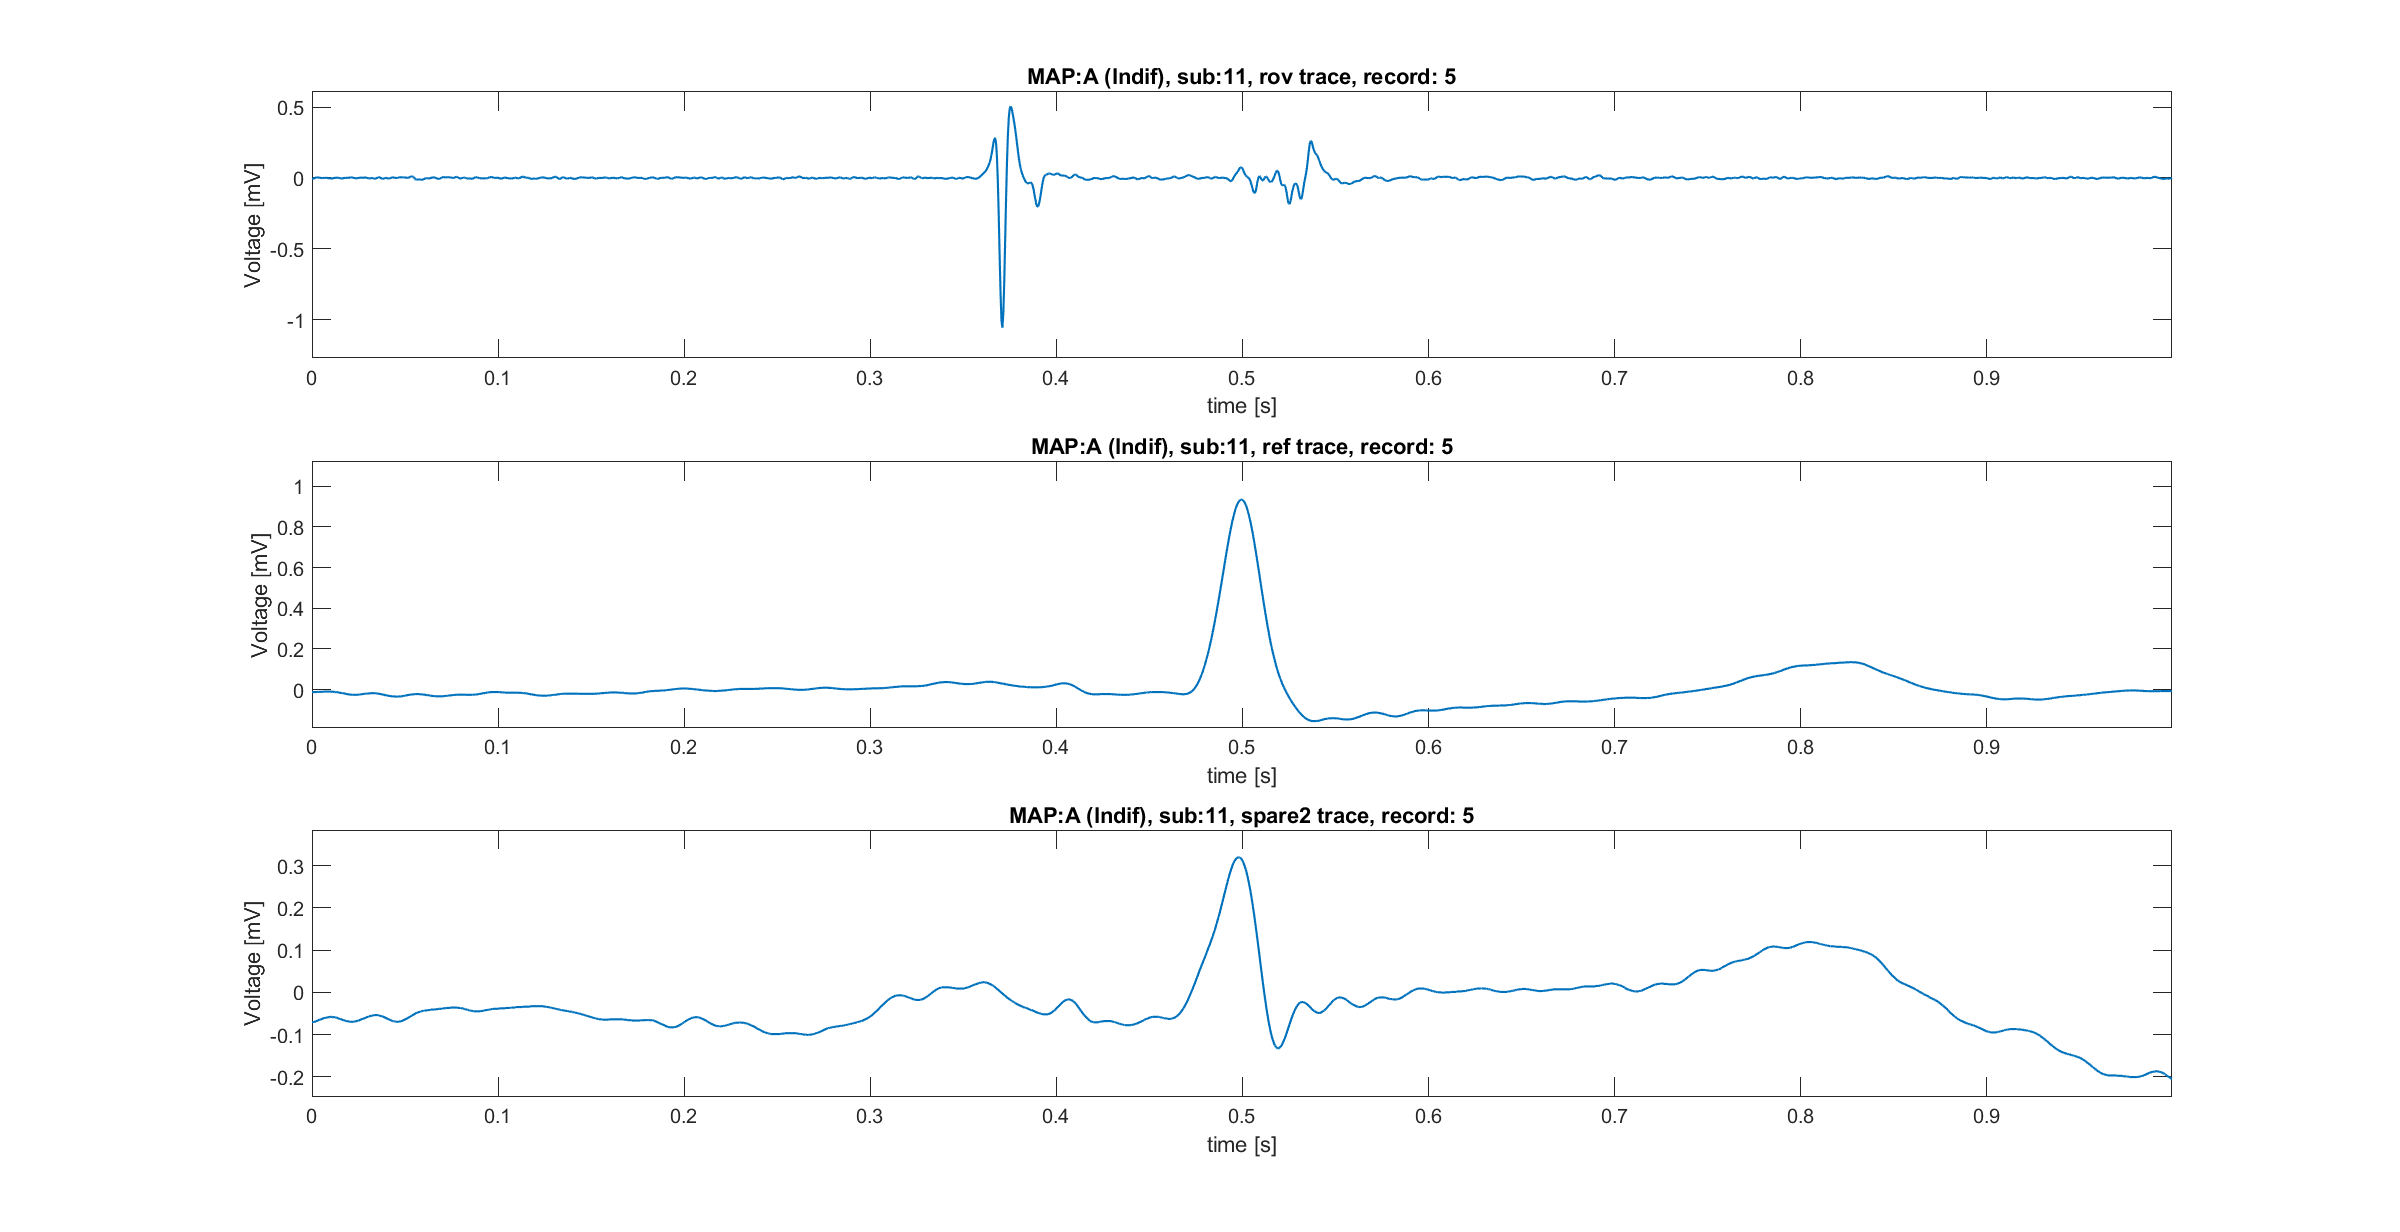 MAP:A (Indif), sub:11, rov trace, record: 5
Voltage [mV]
0.5
0
-0.5
-1
0 0.1 0.2 0.3 0.4 0.5 0.6 0.7 0.8 0.9
time [s]
MAP:A (Indif), sub:11, ref trace, record: 5
Voltage [mV]
1
0.8
0.6
0.4
0.2
0
0 0.1 0.2 0.3 0.4 0.5 0.6 0.7 0.8 0.9
time [s]
MAP:A (Indif), sub:11, spare2 trace, record: 5
Voltage [mV]
0.3
0.2
0.1
0
-0.1
-0.2
0 0.1 0.2 0.3 0.4 0.5 0.6 0.7 0.8 0.9
time [s]